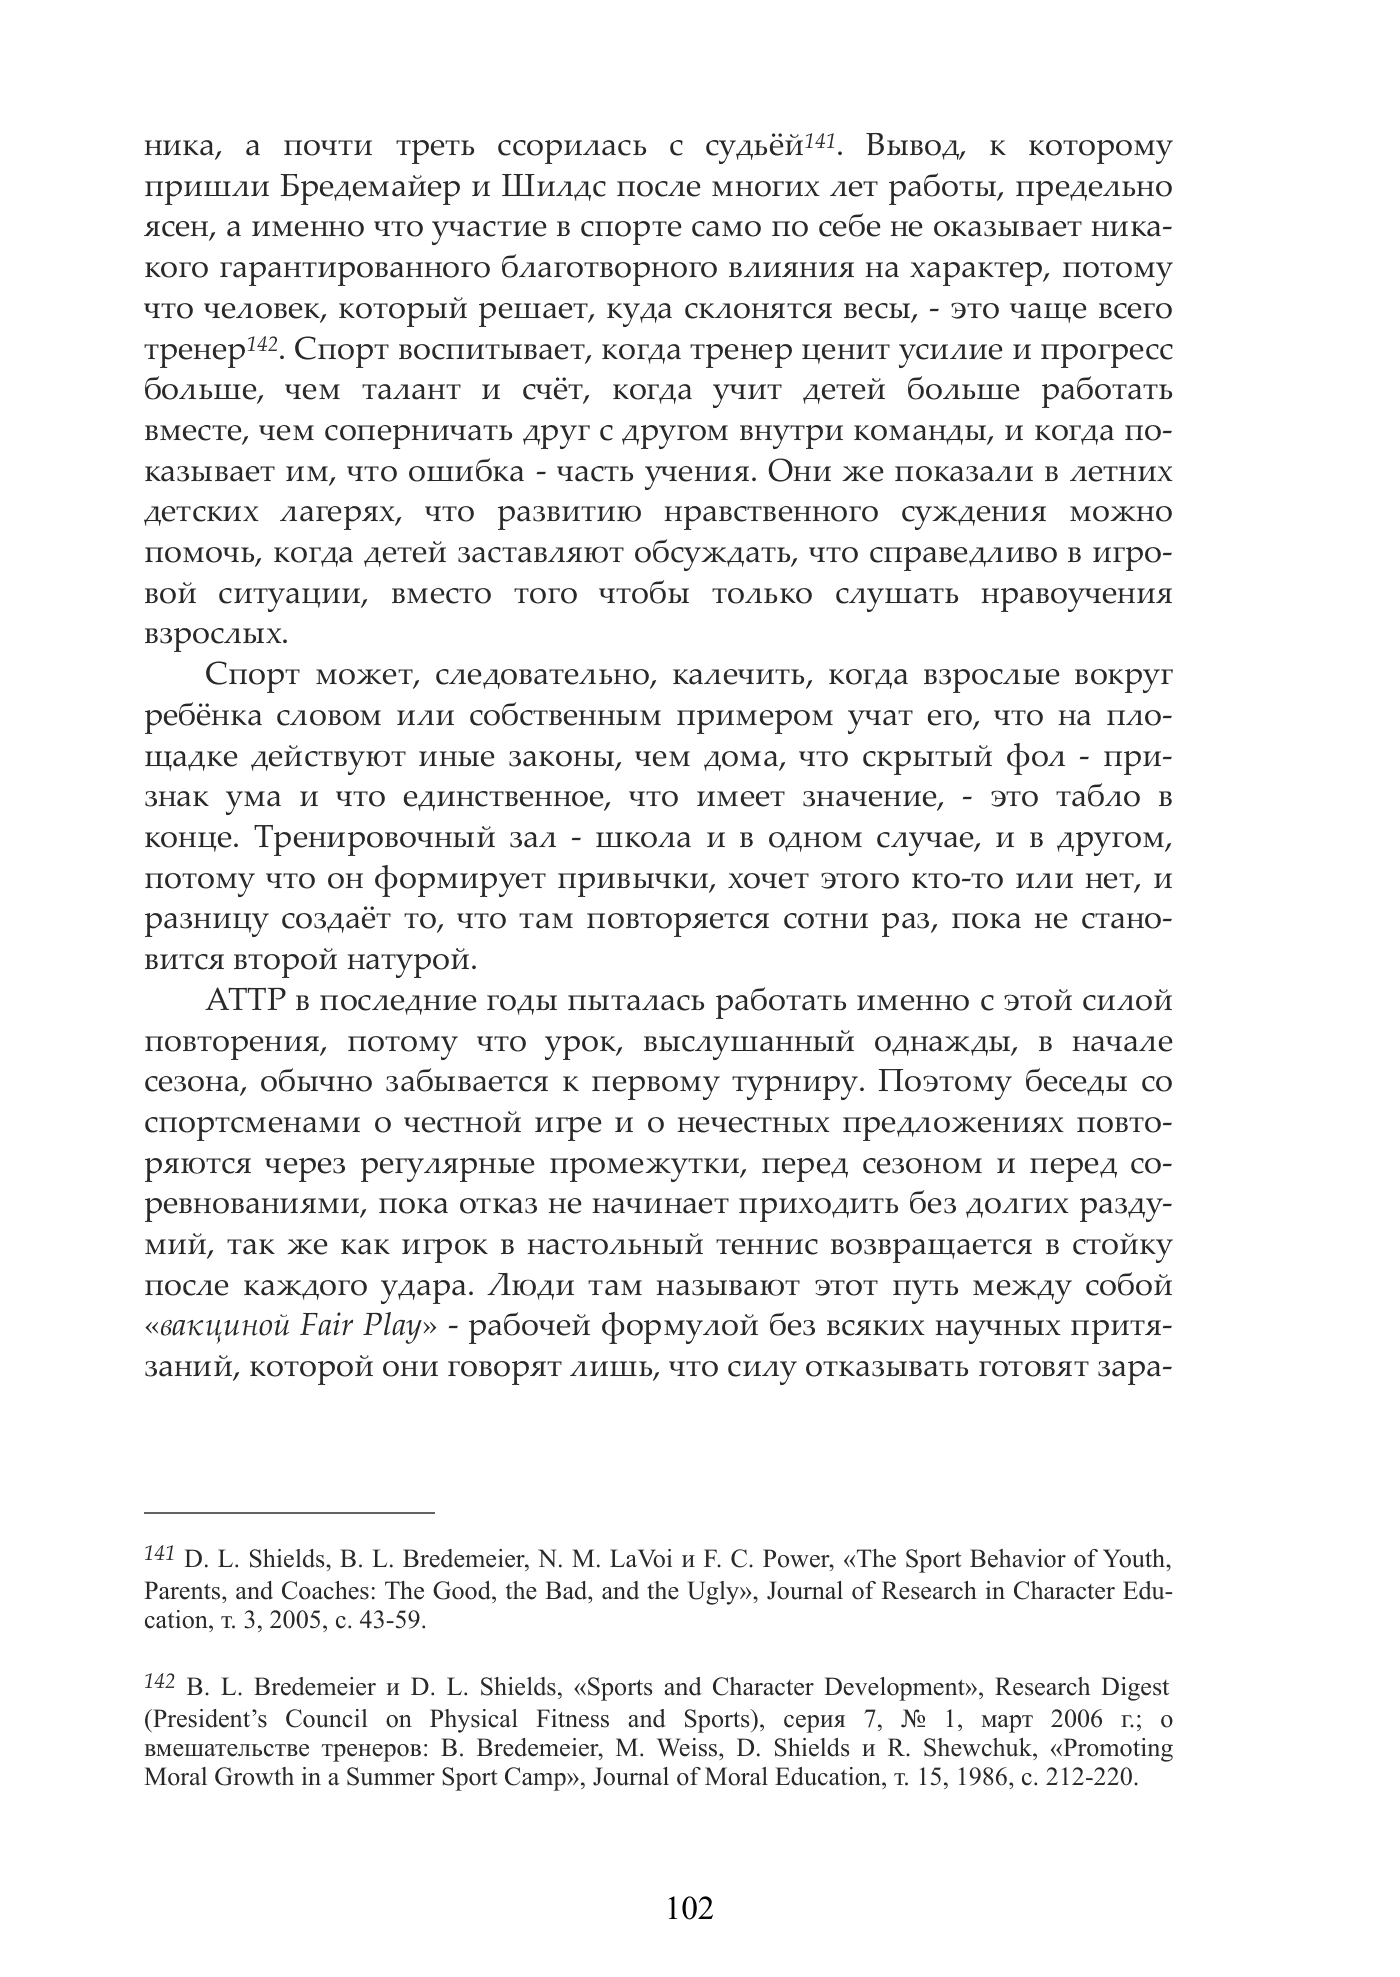 ника, а почти треть ссорилась с судьёй141. Вывод, к которому
пришли Бредемайер и Шилдс после многих лет работы, предельно
ясен, а именно что участие в спорте само по себе не оказывает ника-
кого гарантированного благотворного влияния на характер, потому
что человек, который решает, куда склонятся весы, - это чаще всего
тренер142. Спорт воспитывает, когда тренер ценит усилие и прогресс
больше, чем талант и счёт, когда учит детей больше работать
вместе, чем соперничать друг с другом внутри команды, и когда по-
казывает им, что ошибка - часть учения. Они же показали в летних
детских лагерях, что развитию нравственного суждения можно
помочь, когда детей заставляют обсуждать, что справедливо в игро-
вой ситуации, вместо того чтобы только слушать нравоучения
взрослых.
Спорт может, следовательно, калечить, когда взрослые вокруг
ребёнка словом или собственным примером учат его, что на пло-
щадке действуют иные законы, чем дома, что скрытый фол - при-
знак ума и что единственное, что имеет значение, - это табло в
конце. Тренировочный зал - школа и в одном случае, и в другом,
потому что он формирует привычки, хочет этого кто-то или нет, и
разницу создаёт то, что там повторяется сотни раз, пока не стано-
вится второй натурой.
АТТР в последние годы пыталась работать именно с этой силой
повторения, потому что урок, выслушанный однажды, в начале
сезона, обычно забывается к первому турниру. Поэтому беседы со
спортсменами о честной игре и о нечестных предложениях повто-
ряются через регулярные промежутки, перед сезоном и перед со-
ревнованиями, пока отказ не начинает приходить без долгих разду-
мий, так же как игрок в настольный теннис возвращается в стойку
после каждого удара. Люди там называют этот путь между собой
«вакциной Fair Play» - рабочей формулой без всяких научных притя-
заний, которой они говорят лишь, что силу отказывать готовят зара-
141 D. L. Shields, B. L. Bredemeier, N. M. LaVoi и F. C. Power, «The Sport Behavior of Youth,
Parents, and Coaches: The Good, the Bad, and the Ugly», Journal of Research in Character Edu-
cation, т. 3, 2005, с. 43-59.
142 B. L. Bredemeier и D. L. Shields, «Sports and Character Development», Research Digest
(President’s Council on Physical Fitness and Sports), серия 7, № 1, март 2006 г.; о
вмешательстве тренеров: B. Bredemeier, M. Weiss, D. Shields и R. Shewchuk, «Promoting
Moral Growth in a Summer Sport Camp», Journal of Moral Education, т. 15, 1986, с. 212-220.
102